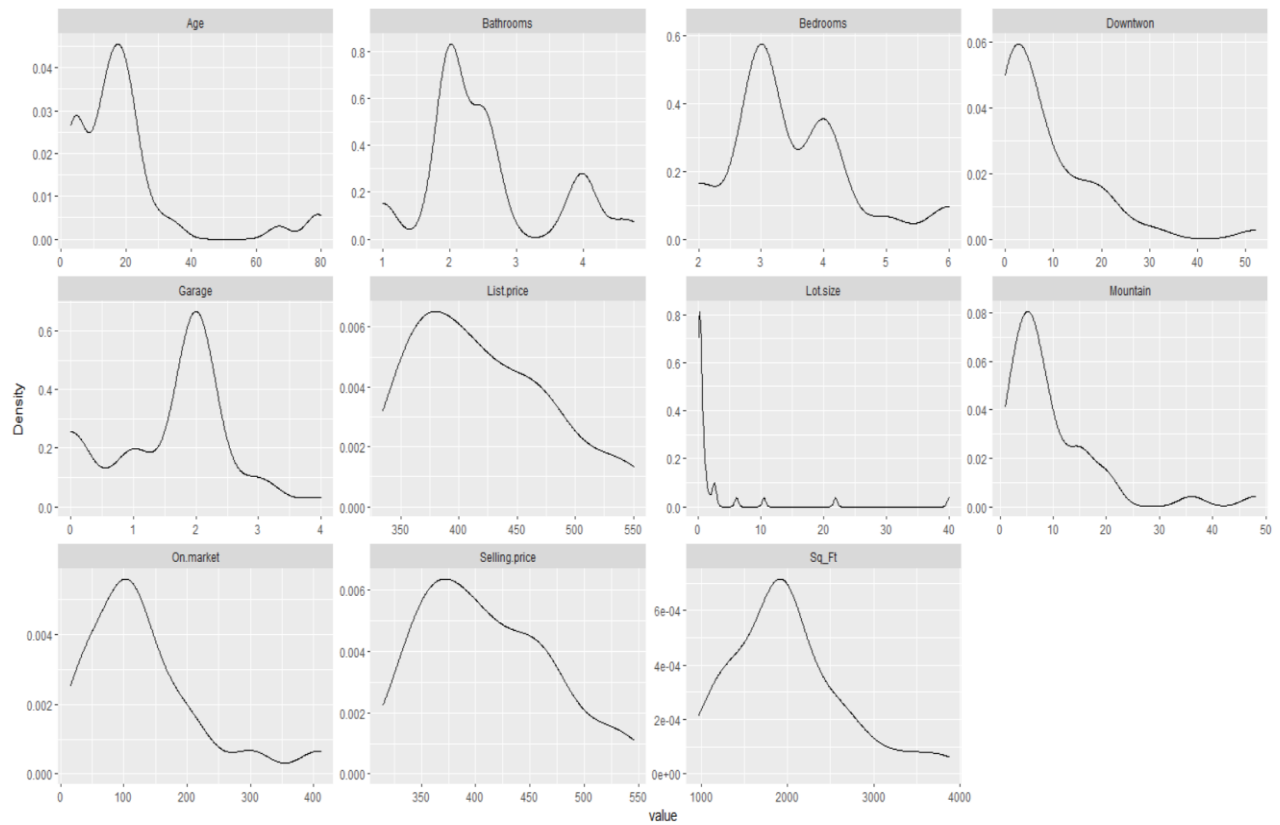 Age Bathrooms Bedrooms Downtwon
0.04 0.03 0.02 0.01 0.00
0.8 0.6 0.4 0.2 0.0
0.6 0.4 0.2 0.0
0.06 0.04 0.02 0.00
20 40 60 80
1 2 3 4
2 3 4 5 6
0 10 20 30 40 50
Garage List.price Lot.size Mountain
0.6 0.4 0.2 0.0
0.006 0.004 0.002 0.000
0.8 0.6 0.4 0.2 0.0
0.08 0.06 0.04 0.02 0.00
Density
0 1 2 3 4
350 400 450 500 550
0 10 20 30 40
0 10 20 30 40 50
On.market Selling.price Sq_Ft
0.004 0.002 0.000
0.006 0.004 0.002 0.000
6e-04 4e-04 2e-04 0e+00
0 100 200 300 400
350 400 450 500 550
1000 2000 3000 4000
value